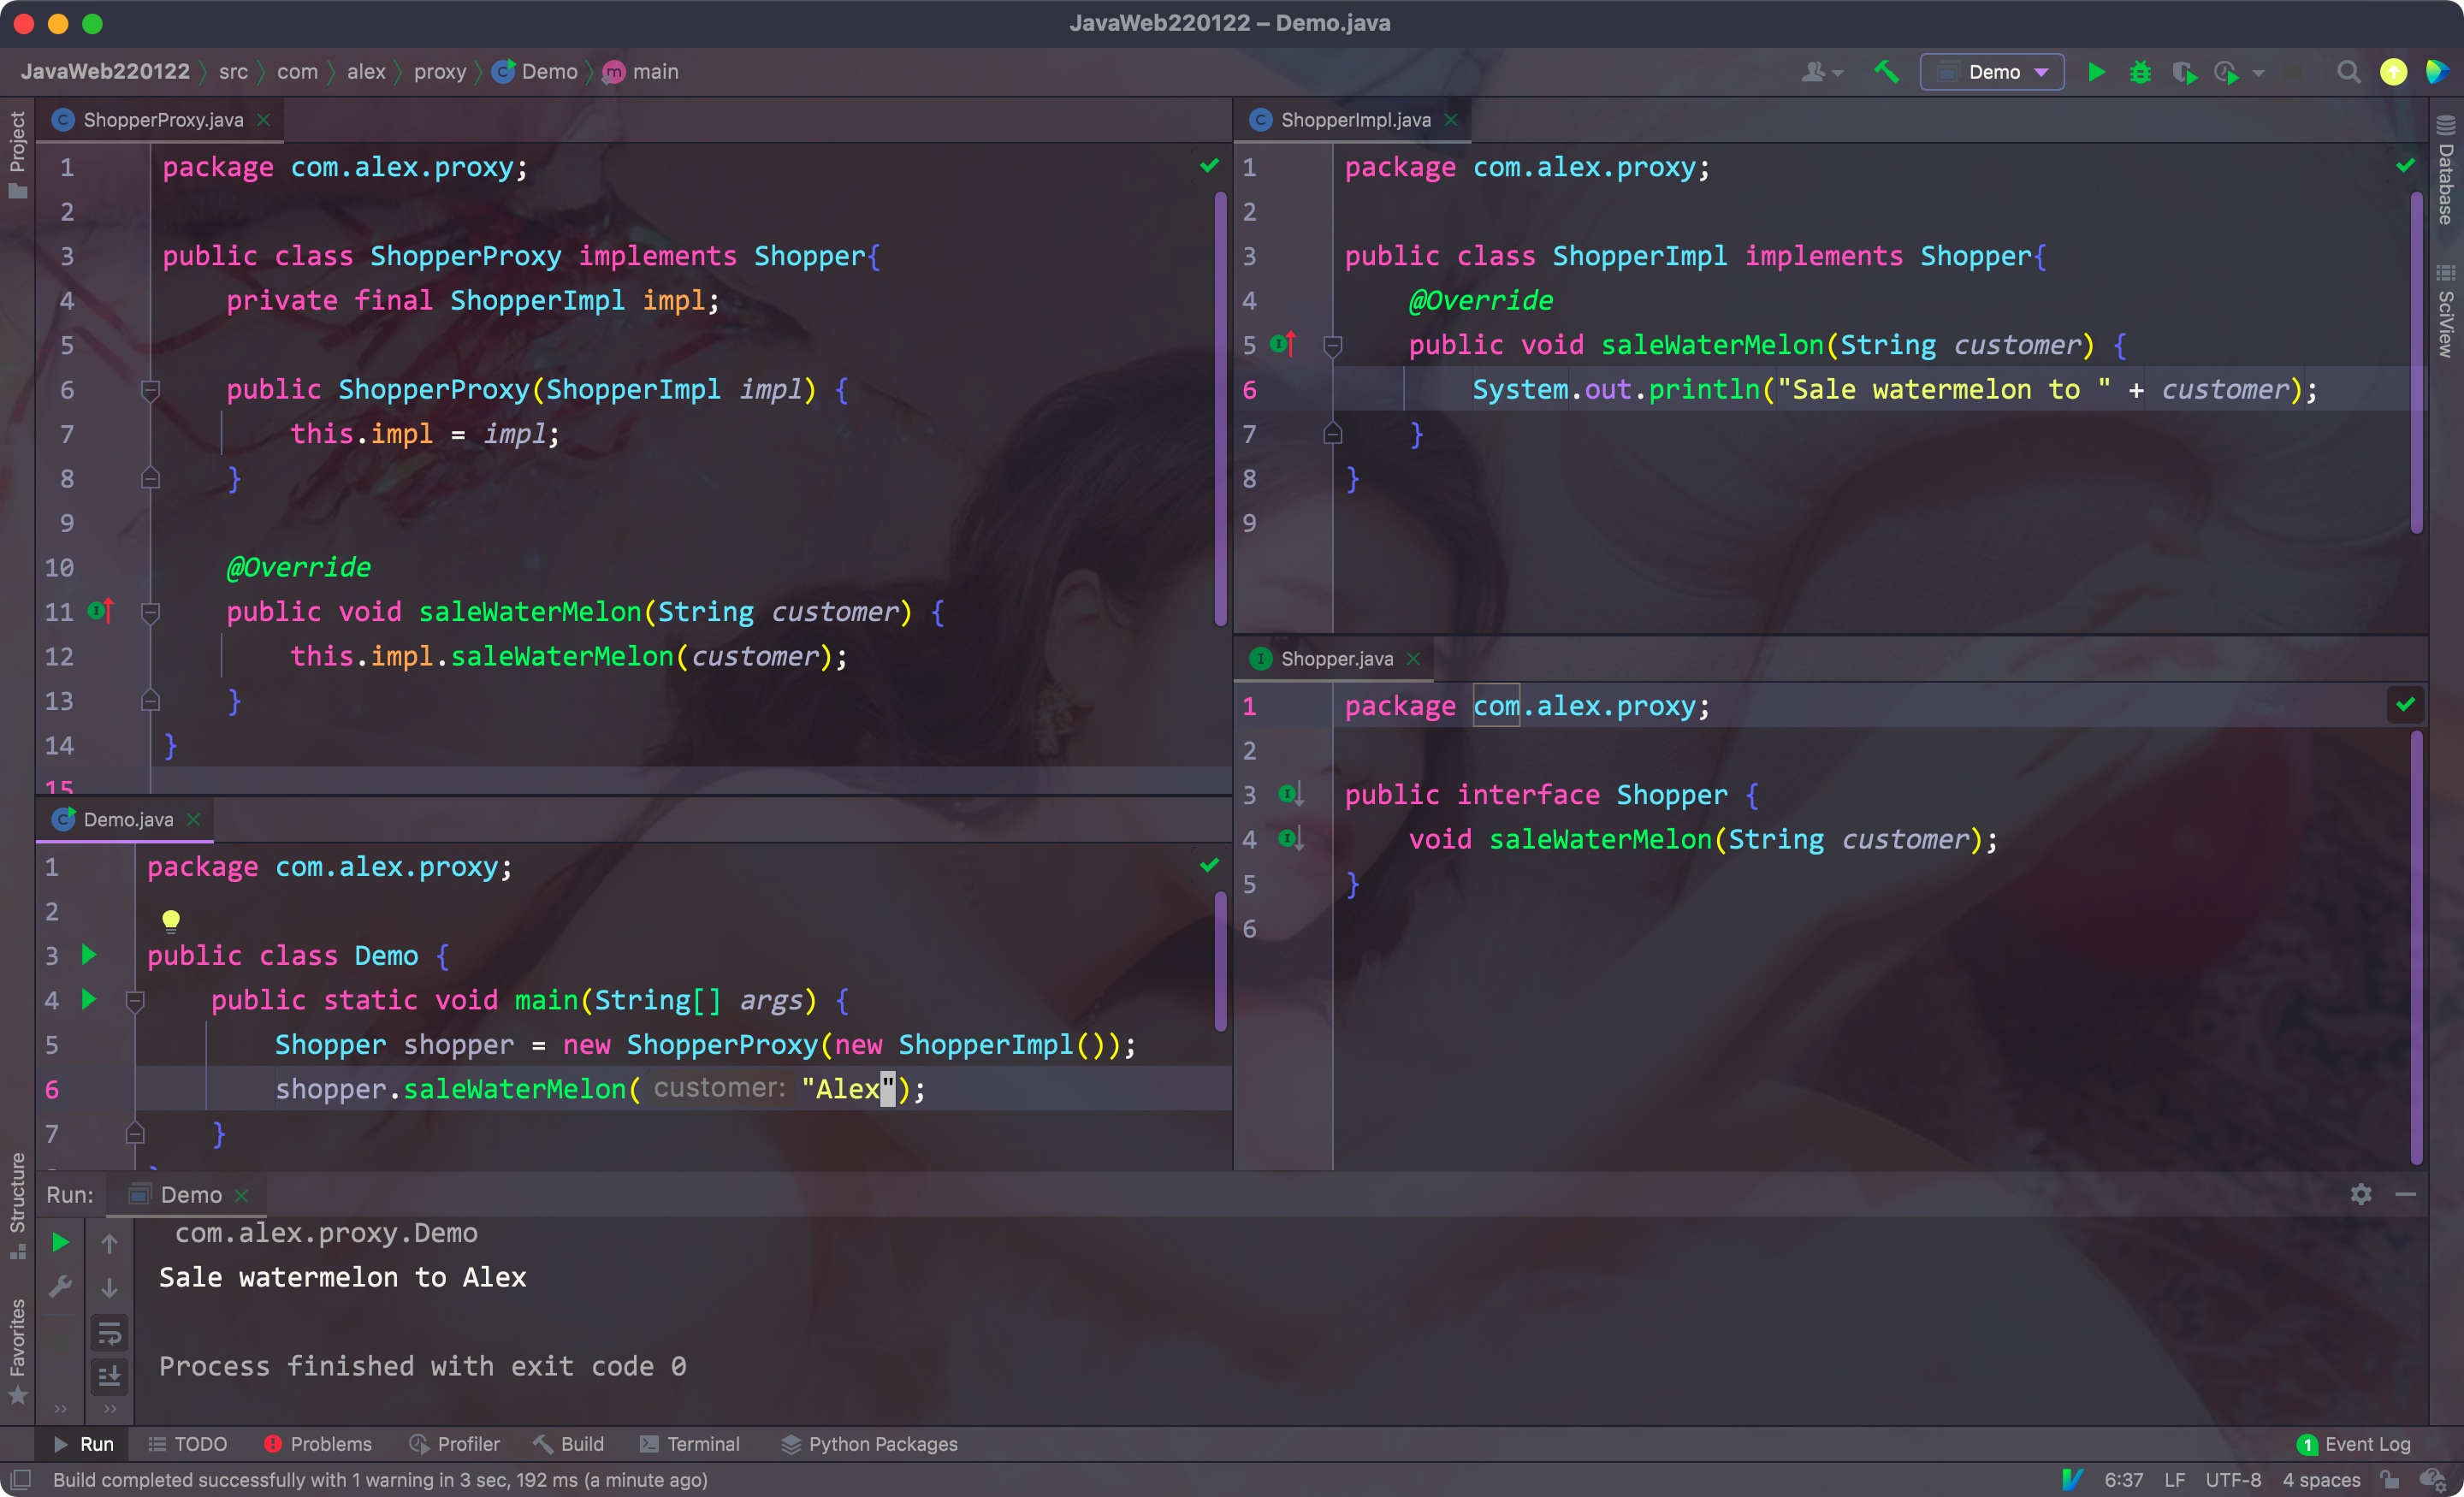 JavaWeb220122 – Demo.java
JavaWeb220122 src com alex proxy Demo main
Demo
Project
ShopperProxy.java
1 package com.alex.proxy;
2
3 public class ShopperProxy implements Shopper{
4 private final ShopperImpl impl;
5
6 public ShopperProxy(ShopperImpl impl) {
7 this.impl = impl;
8 }
9
10 @Override
11 public void saleWaterMelon(String customer) {
12 this.impl.saleWaterMelon(customer);
13 }
14 }
15
Demo.java
1 package com.alex.proxy;
2
3 public class Demo {
4 public static void main(String[] args) {
5 Shopper shopper = new ShopperProxy(new ShopperImpl());
6 shopper.saleWaterMelon( customer: "Alex");
7 }
ShopperImpl.java
1 package com.alex.proxy;
2
3 public class ShopperImpl implements Shopper{
4 @Override
5 public void saleWaterMelon(String customer) {
6 System.out.println("Sale watermelon to " + customer);
7 }
8 }
9
Shopper.java
1 package com.alex.proxy;
2
3 public interface Shopper {
4 void saleWaterMelon(String customer);
5 }
6
Database
SciView
Structure
Favorites
Run: Demo
com.alex.proxy.Demo
Sale watermelon to Alex
Process finished with exit code 0
Run TODO Problems Profiler Build Terminal Python Packages 1 Event Log
Build completed successfully with 1 warning in 3 sec, 192 ms (a minute ago) 6:37 LF UTF-8 4 spaces